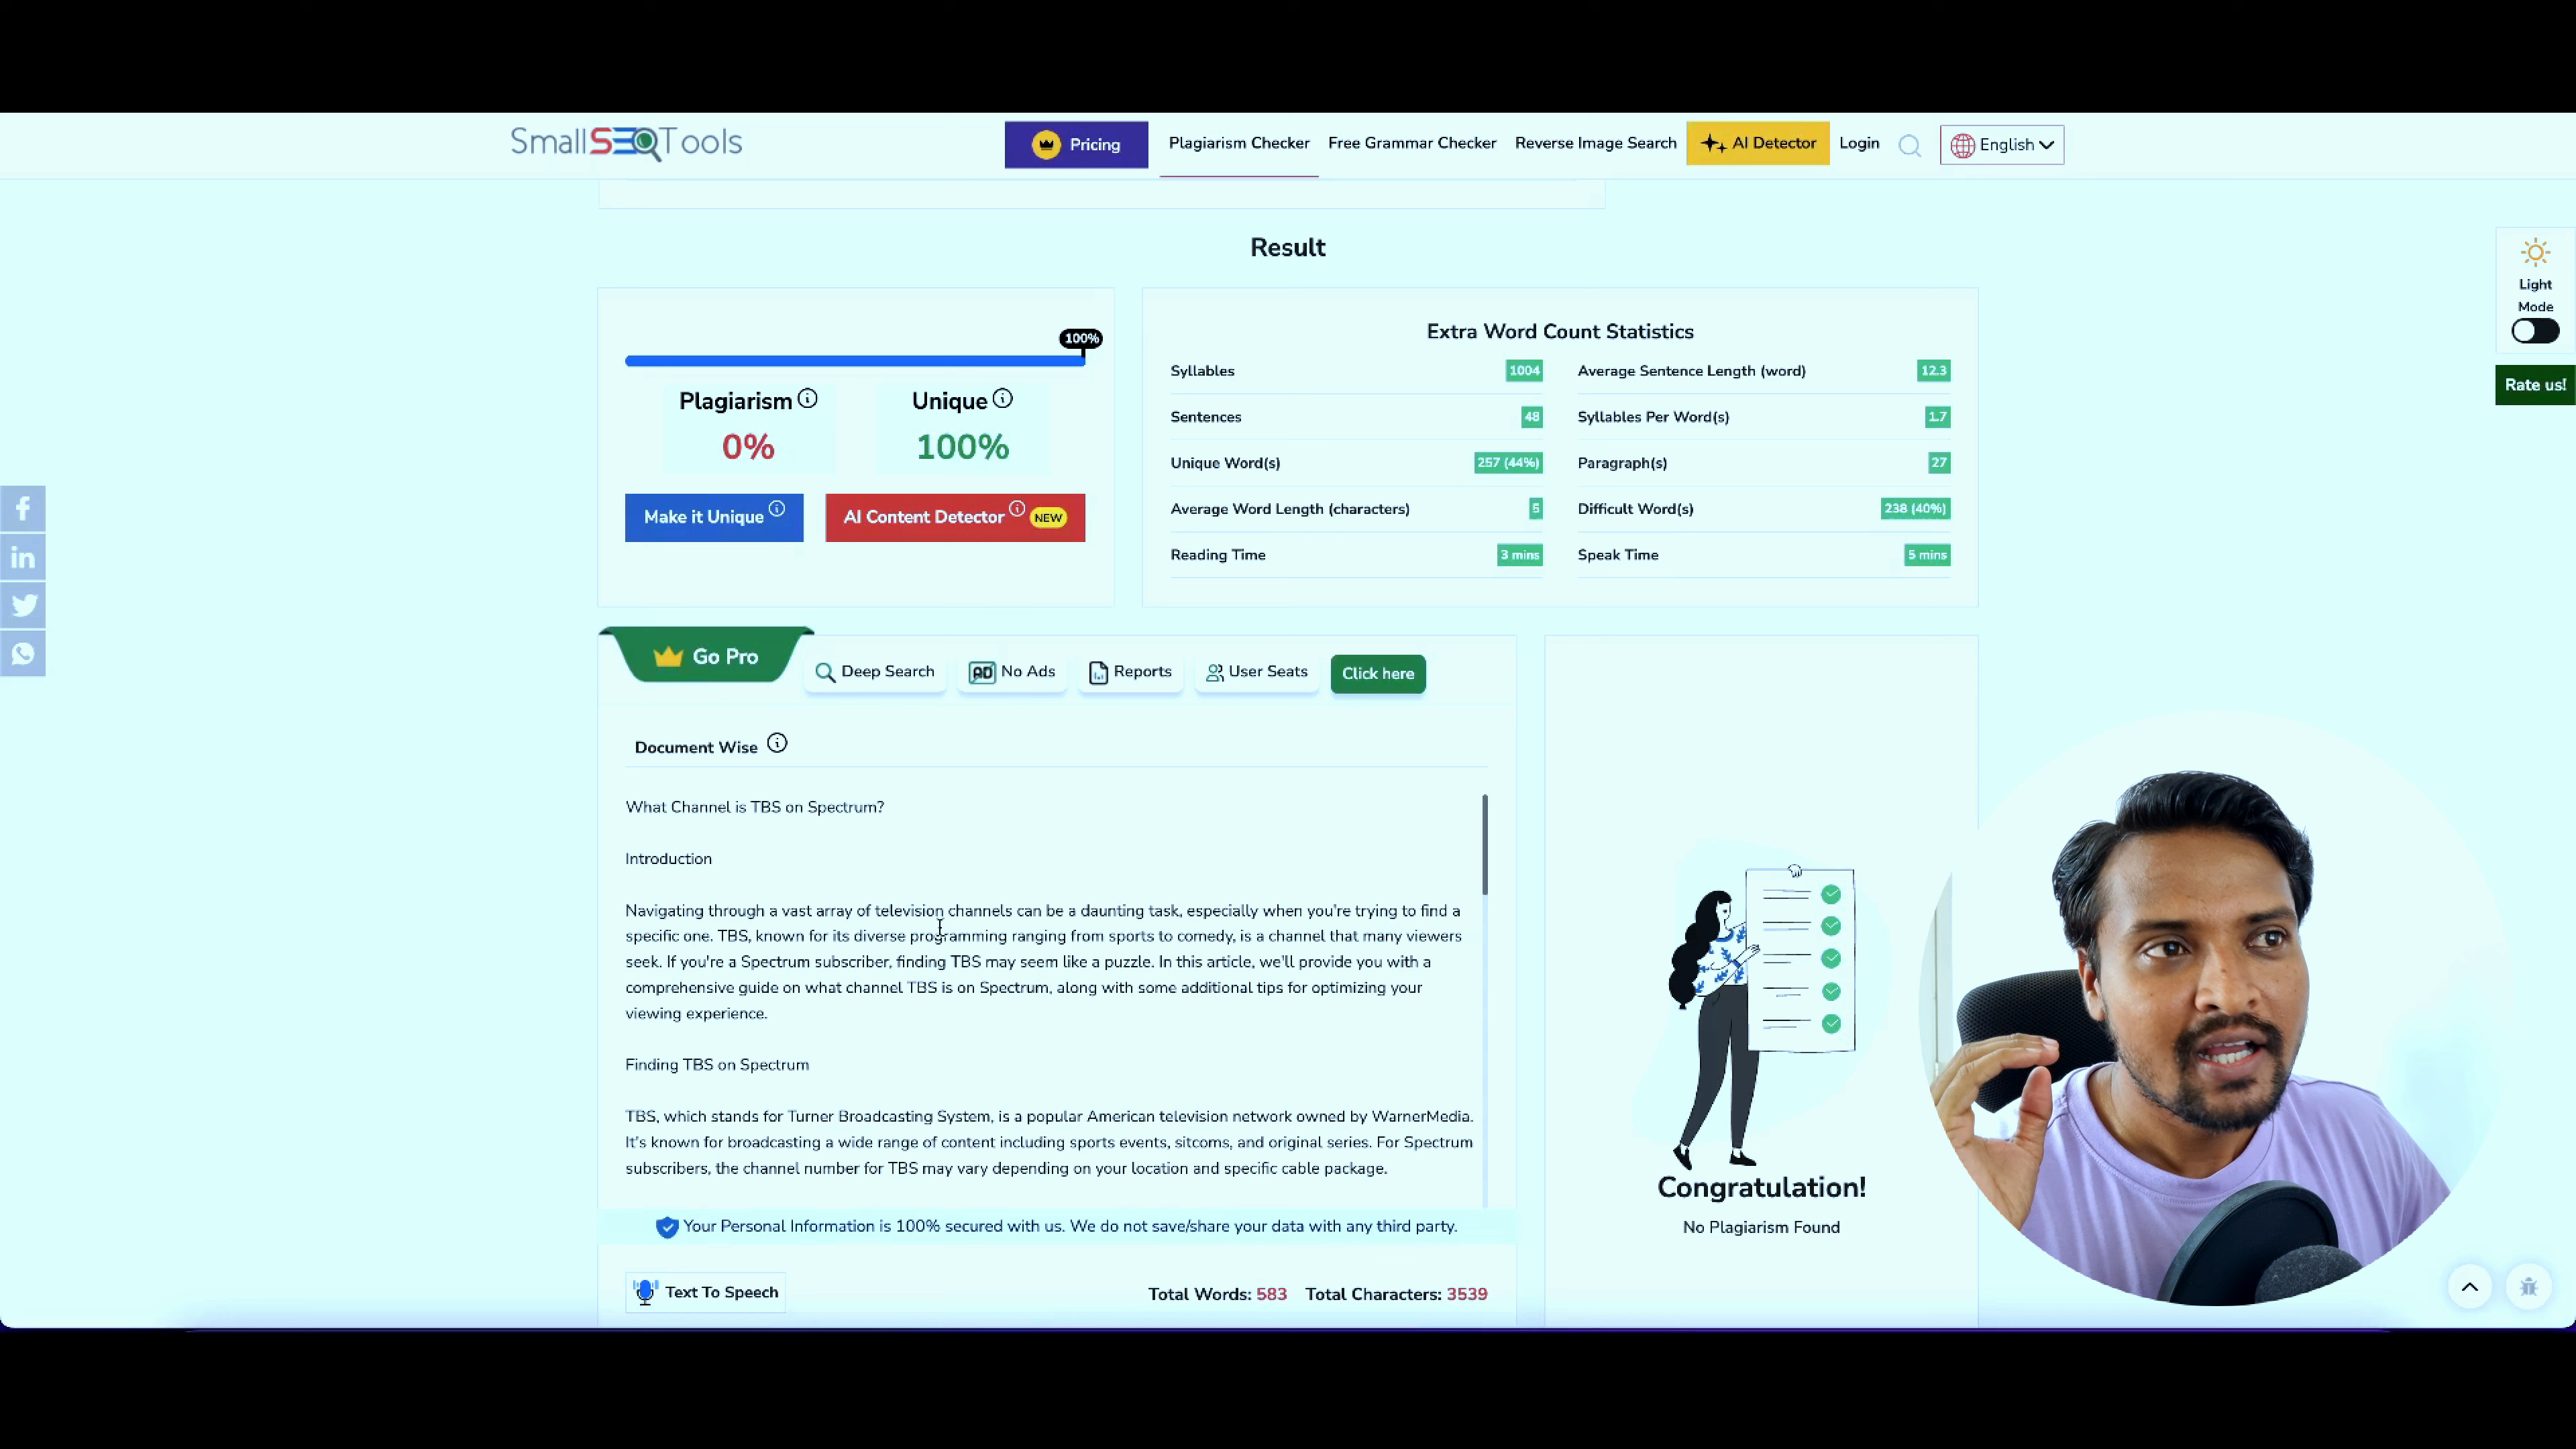 SmallSEOTools
Pricing
Plagiarism Checker
Free Grammar Checker
Reverse Image Search
AI Detector
Login
English
Result
Light
Mode
Rate us!
100%
Plagiarism
0%
Unique
100%
Make it Unique
AI Content Detector NEW
Extra Word Count Statistics
Syllables 1004
Average Sentence Length (word) 12.3
Sentences 48
Syllables Per Word(s) 1.7
Unique Word(s) 257 (44%)
Paragraph(s) 27
Average Word Length (characters) 5
Difficult Word(s) 238 (40%)
Reading Time 3 mins
Speak Time 5 mins
Go Pro
Deep Search
AD No Ads
Reports
User Seats
Click here
Document Wise
What Channel is TBS on Spectrum?
Introduction
Navigating through a vast array of television channels can be a daunting task, especially when you're trying to find a
specific one. TBS, known for its diverse programming ranging from sports to comedy, is a channel that many viewers
seek. If you're a Spectrum subscriber, finding TBS may seem like a puzzle. In this article, we'll provide you with a
comprehensive guide on what channel TBS is on Spectrum, along with some additional tips for optimizing your
viewing experience.
Finding TBS on Spectrum
TBS, which stands for Turner Broadcasting System, is a popular American television network owned by WarnerMedia.
It's known for broadcasting a wide range of content including sports events, sitcoms, and original series. For Spectrum
subscribers, the channel number for TBS may vary depending on your location and specific cable package.
Your Personal Information is 100% secured with us. We do not save/share your data with any third party.
Text To Speech
Total Words: 583 Total Characters: 3539
Congratulation!
No Plagiarism Found